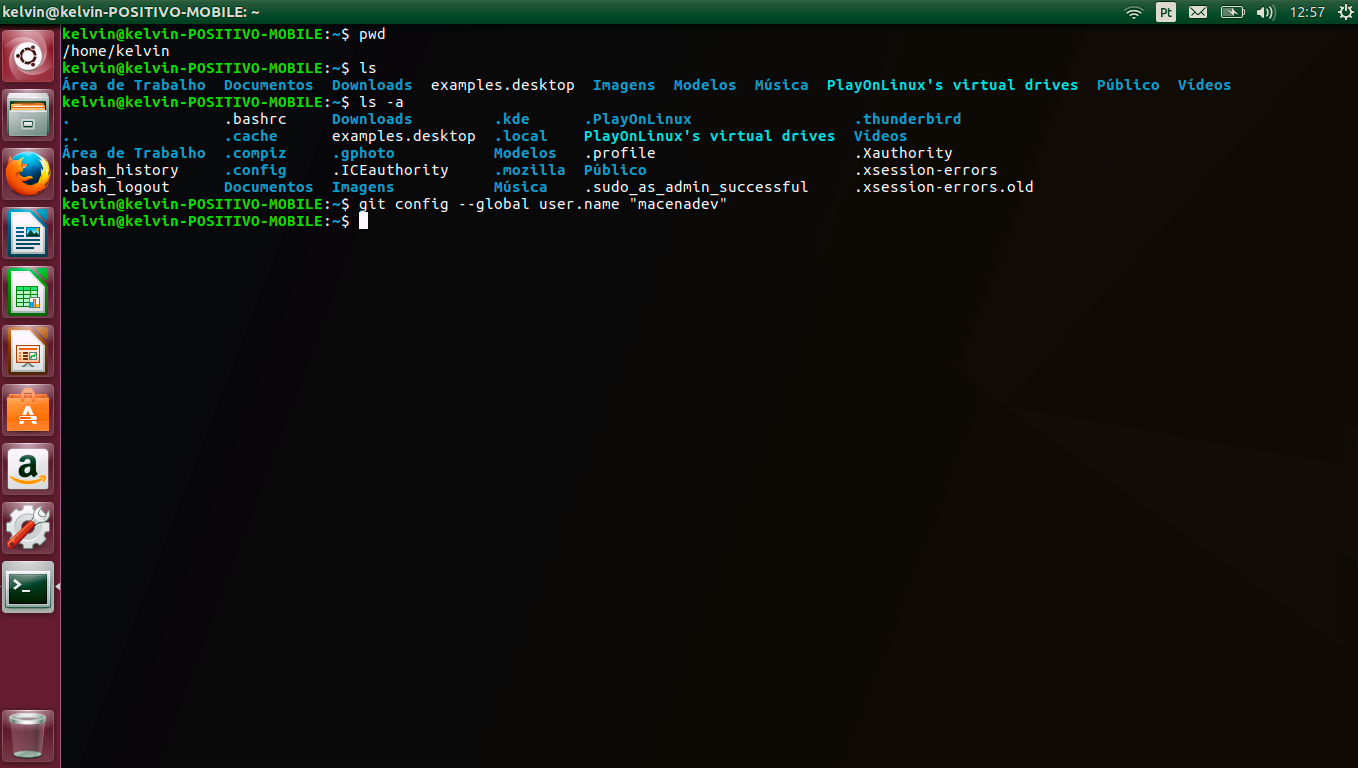 kelvin@kelvin-POSITIVO-MOBILE: ~ Pt 12:57
kelvin@kelvin-POSITIVO-MOBILE:~$ pwd
/home/kelvin
kelvin@kelvin-POSITIVO-MOBILE:~$ ls
Área de Trabalho Documentos Downloads examples.desktop Imagens Modelos Música PlayOnLinux's virtual drives Público Vídeos
kelvin@kelvin-POSITIVO-MOBILE:~$ ls -a
. .bashrc Downloads .kde .PlayOnLinux .thunderbird
.. .cache examples.desktop .local PlayOnLinux's virtual drives Vídeos
Área de Trabalho .compiz .gphoto Modelos .profile .Xauthority
.bash_history .config .ICEauthority .mozilla Público .xsession-errors
.bash_logout Documentos Imagens Música .sudo_as_admin_successful .xsession-errors.old
kelvin@kelvin-POSITIVO-MOBILE:~$ git config --global user.name "macenadev"
kelvin@kelvin-POSITIVO-MOBILE:~$